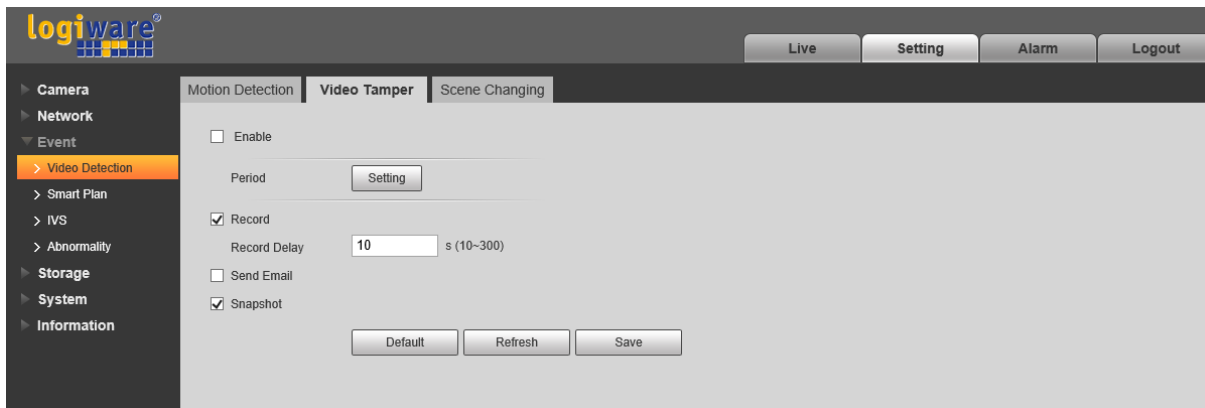 logiware®
Live Setting Alarm Logout
Camera
Network
Event
Video Detection
Smart Plan
IVS
Abnormality
Storage
System
Information
Motion Detection Video Tamper Scene Changing
Enable
Period Setting
Record
Record Delay 10 s (10~300)
Send Email
Snapshot
Default Refresh Save